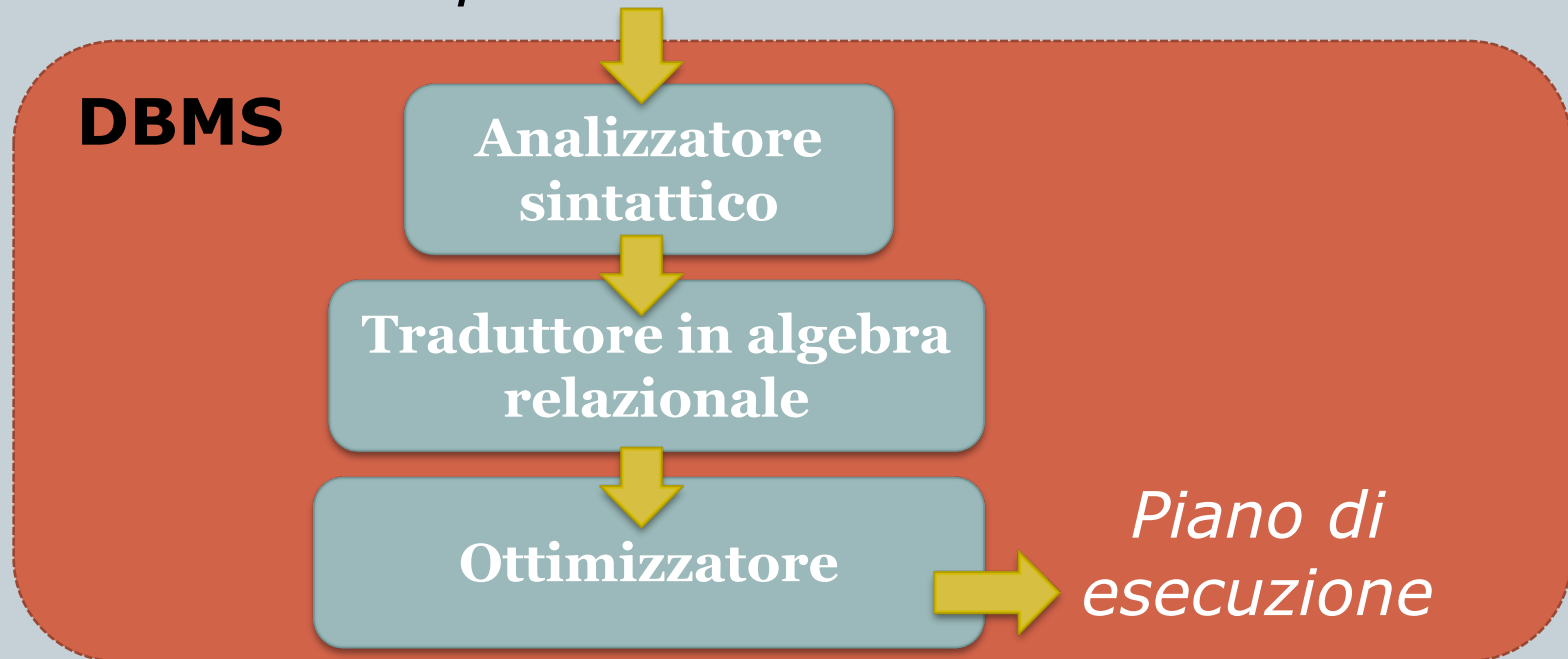 DBMS
Analizzatore
sintattico
Traduttore in algebra
relazionale
Ottimizzatore
Piano di
esecuzione